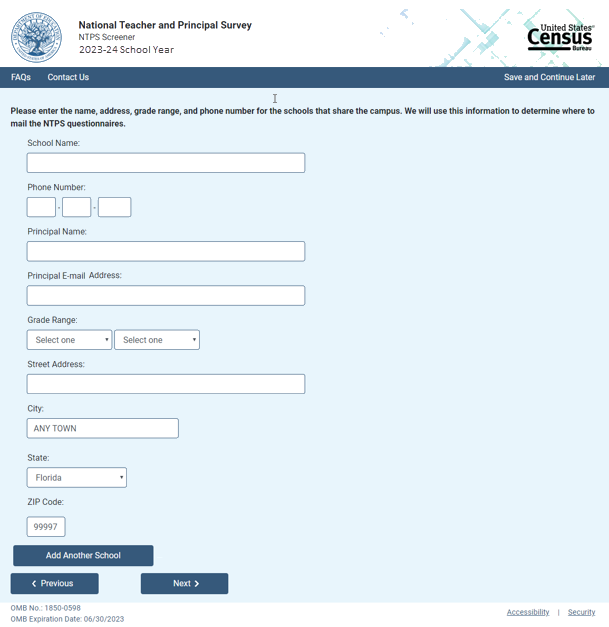 National Teacher and Principal Survey
NTPS Screener
2023-24 School Year
United States®
Census
Bureau
FAQs Contact Us Save and Continue Later
Please enter the name, address, grade range, and phone number for the schools that share the campus. We will use this information to determine where to
mail the NTPS questionnaires.
School Name:
Phone Number:
- -
Principal Name:
Principal E-mail Address:
Grade Range:
Select one Select one
Street Address:
City:
ANY TOWN
State:
Florida
ZIP Code:
99997
Add Another School
Previous Next
OMB No.: 1850-0598
OMB Expiration Date: 06/30/2023
Accessibility | Security